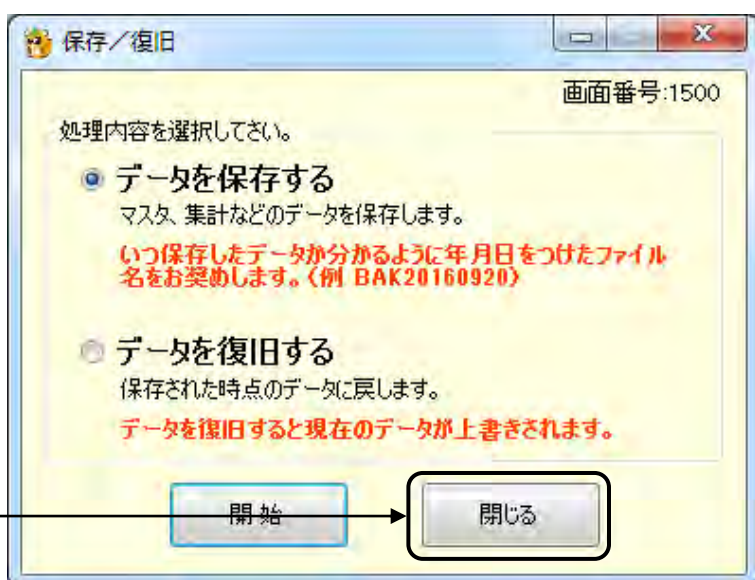 保存／復旧
画面番号:1500
処理内容を選択してさい。
データを保存する
マスタ、集計などのデータを保存します。
いつ保存したデータか分かるように年月日をつけたファイル
名をお奨めします。（例 BAK20160920）
データを復旧する
保存された時点のデータに戻します。
データを復旧すると現在のデータが上書きされます。
開始
閉じる